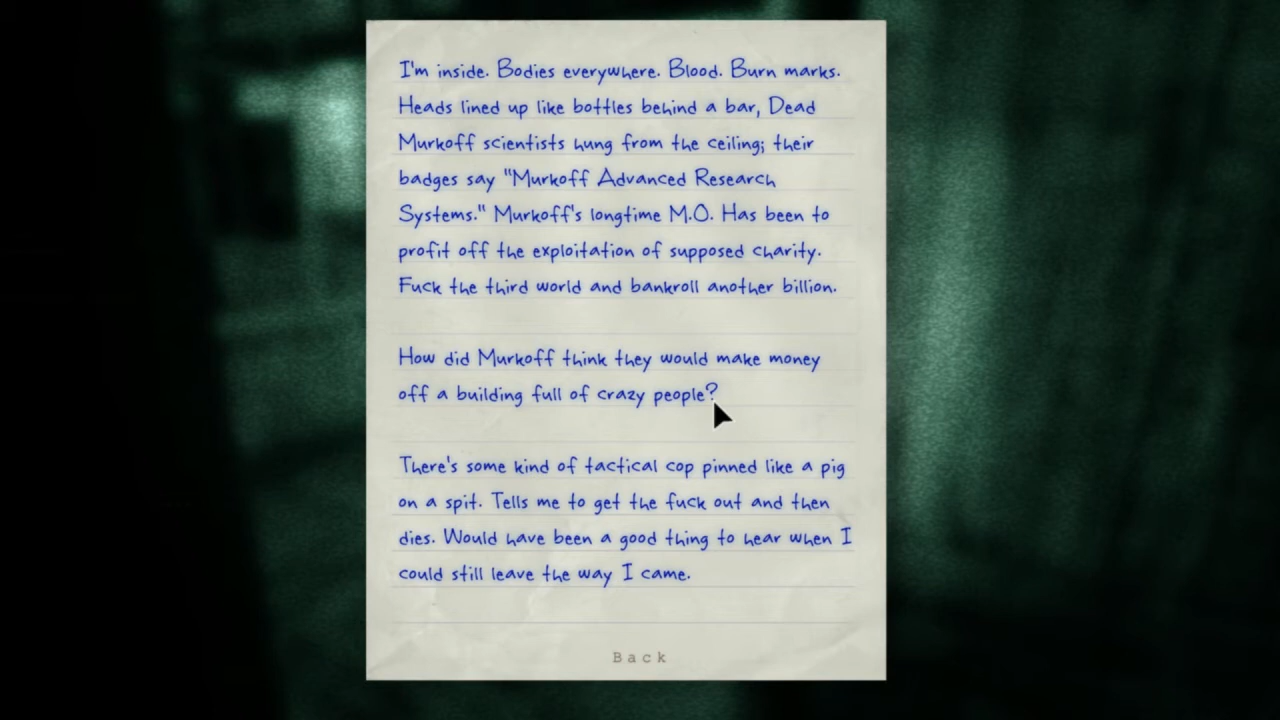 I'm inside. Bodies everywhere. Blood. Burn marks.
Heads lined up like bottles behind a bar, Dead
Murkoff scientists hung from the ceiling; their
badges say "Murkoff Advanced Research
Systems." Murkoff's longtime M.O. Has been to
profit off the exploitation of supposed charity.
Fuck the third world and bankroll another billion.
How did Murkoff think they would make money
off a building full of crazy people?
There's some kind of tactical cop pinned like a pig
on a spit. Tells me to get the fuck out and then
dies. Would have been a good thing to hear when I
could still leave the way I came.
Back